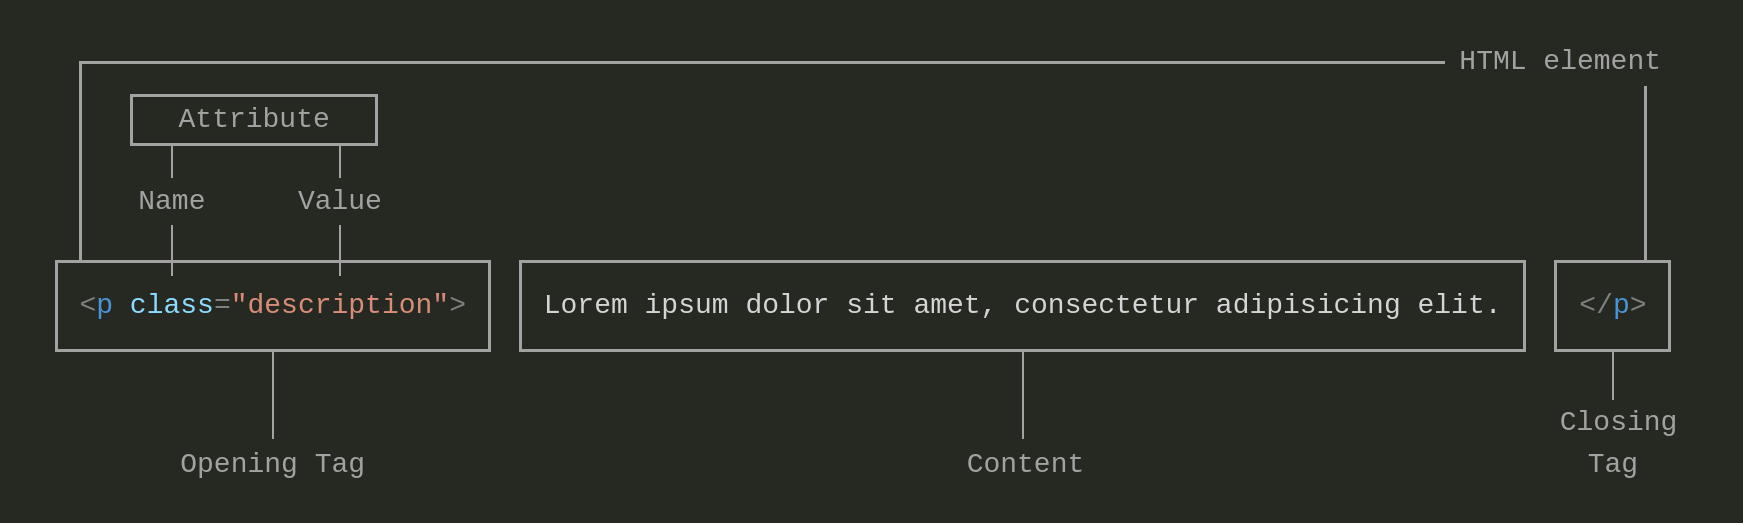 HTML element
Attribute
Name Value
<p class="description"> Lorem ipsum dolor sit amet, consectetur adipisicing elit. </p>
Opening Tag Content Closing
Tag